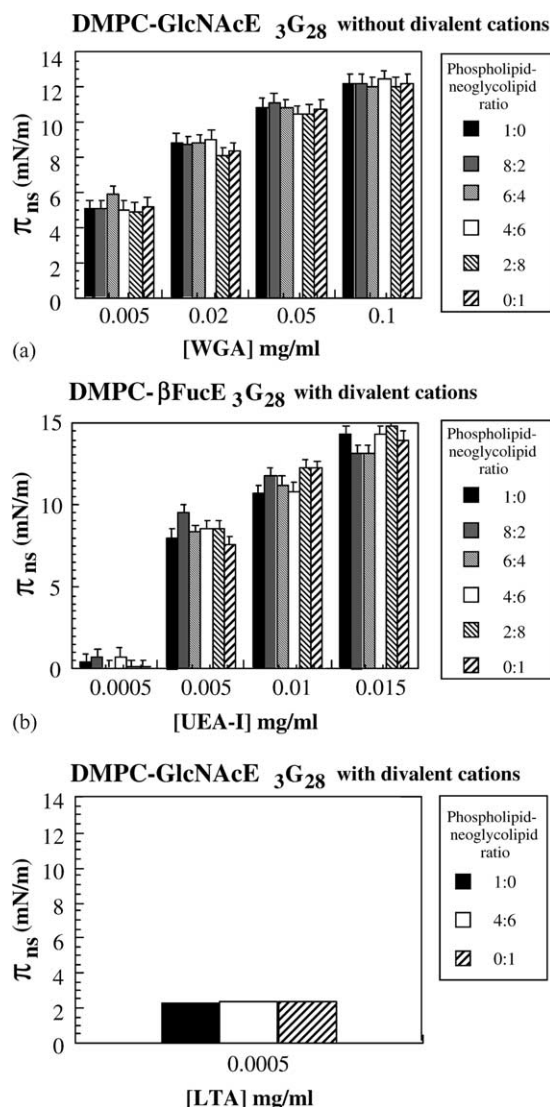 DMPC-GlcNAcE 3G28 without divalent cations
14
12
10
8
6
4
2
0
πns (mN/m)
0.005 0.02 0.05 0.1
[WGA] mg/ml
(a)
Phospholipid-
neoglycolipid
ratio
1:0
8:2
6:4
4:6
2:8
0:1
DMPC-βFucE 3G28 with divalent cations
15
10
5
0
πns (mN/m)
0.0005 0.005 0.01 0.015
[UEA-I] mg/ml
(b)
Phospholipid-
neoglycolipid
ratio
1:0
8:2
6:4
4:6
2:8
0:1
DMPC-GlcNAcE 3G28 with divalent cations
14
12
10
8
6
4
2
0
πns (mN/m)
0.0005
[LTA] mg/ml
Phospholipid-
neoglycolipid
ratio
1:0
4:6
0:1